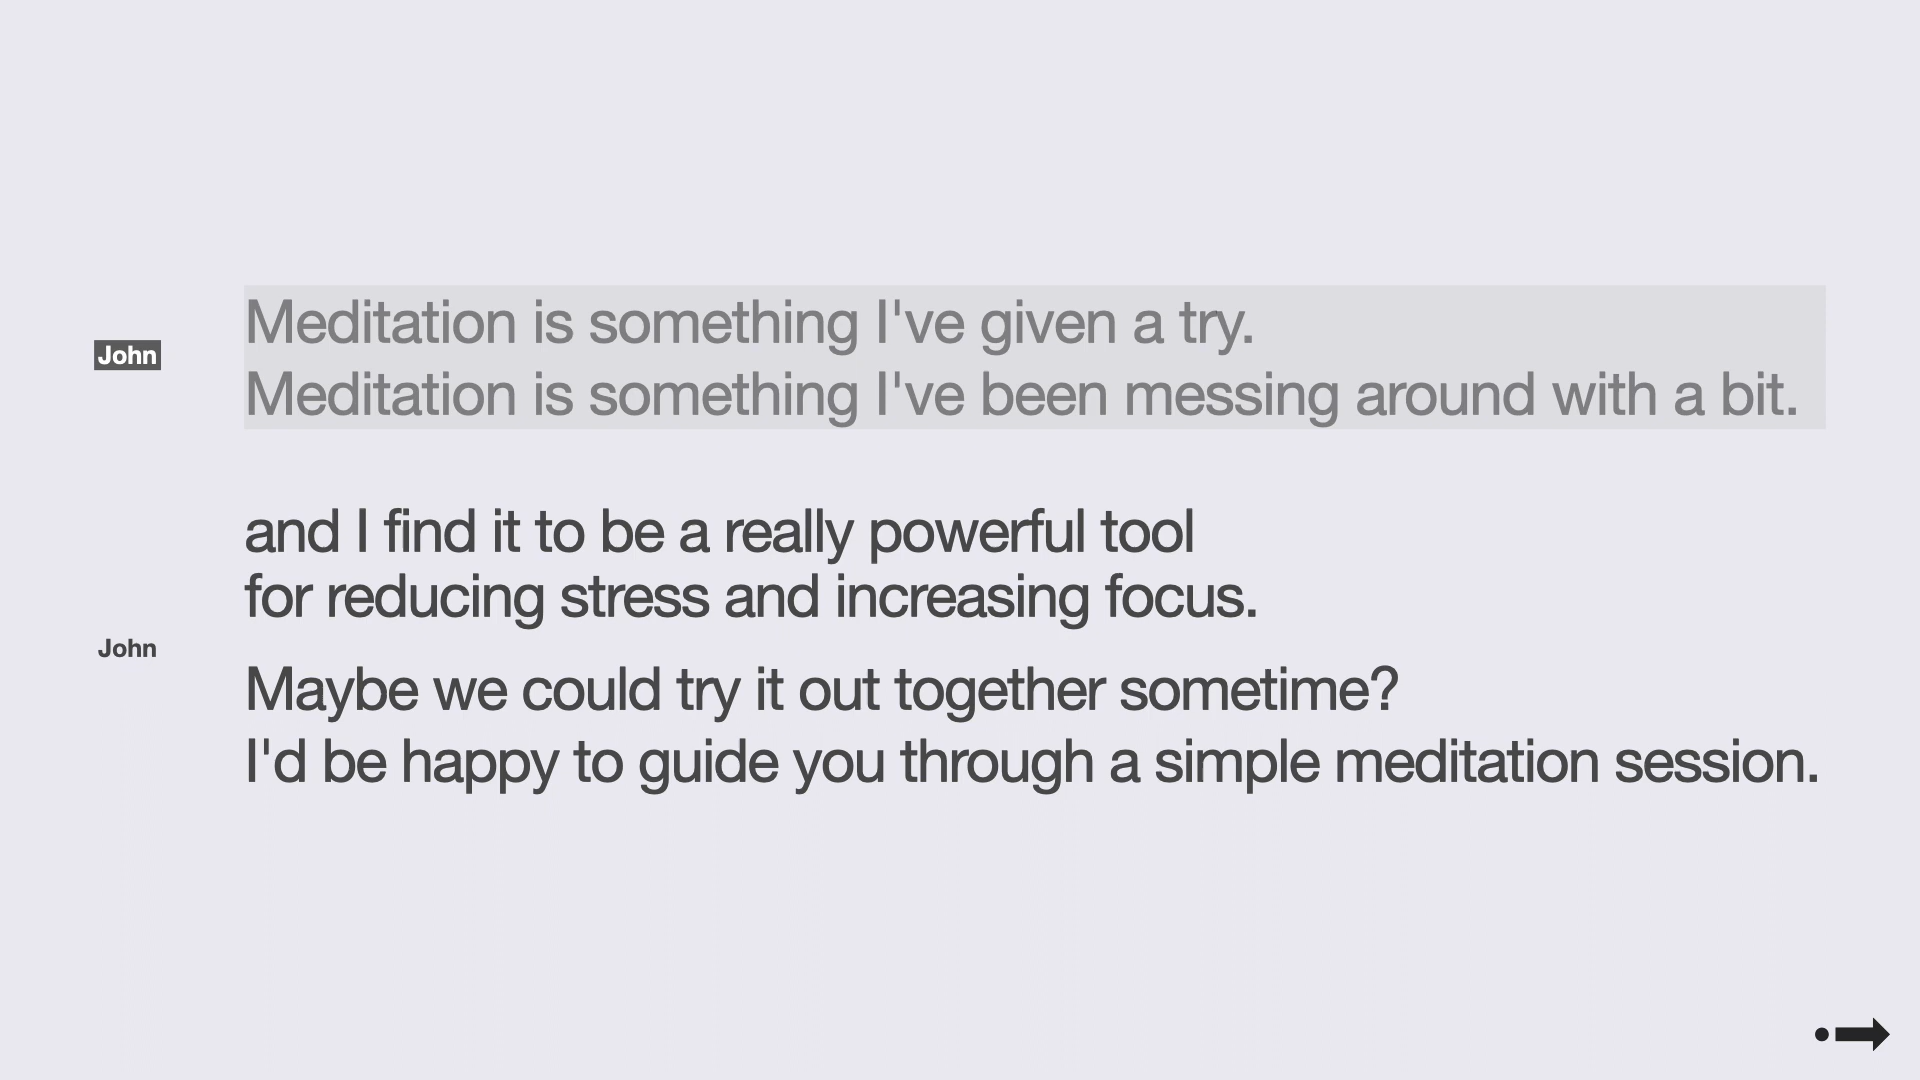 John
Meditation is something I've given a try.
Meditation is something I've been messing around with a bit.
and I find it to be a really powerful tool
for reducing stress and increasing focus.
John
Maybe we could try it out together sometime?
I'd be happy to guide you through a simple meditation session.